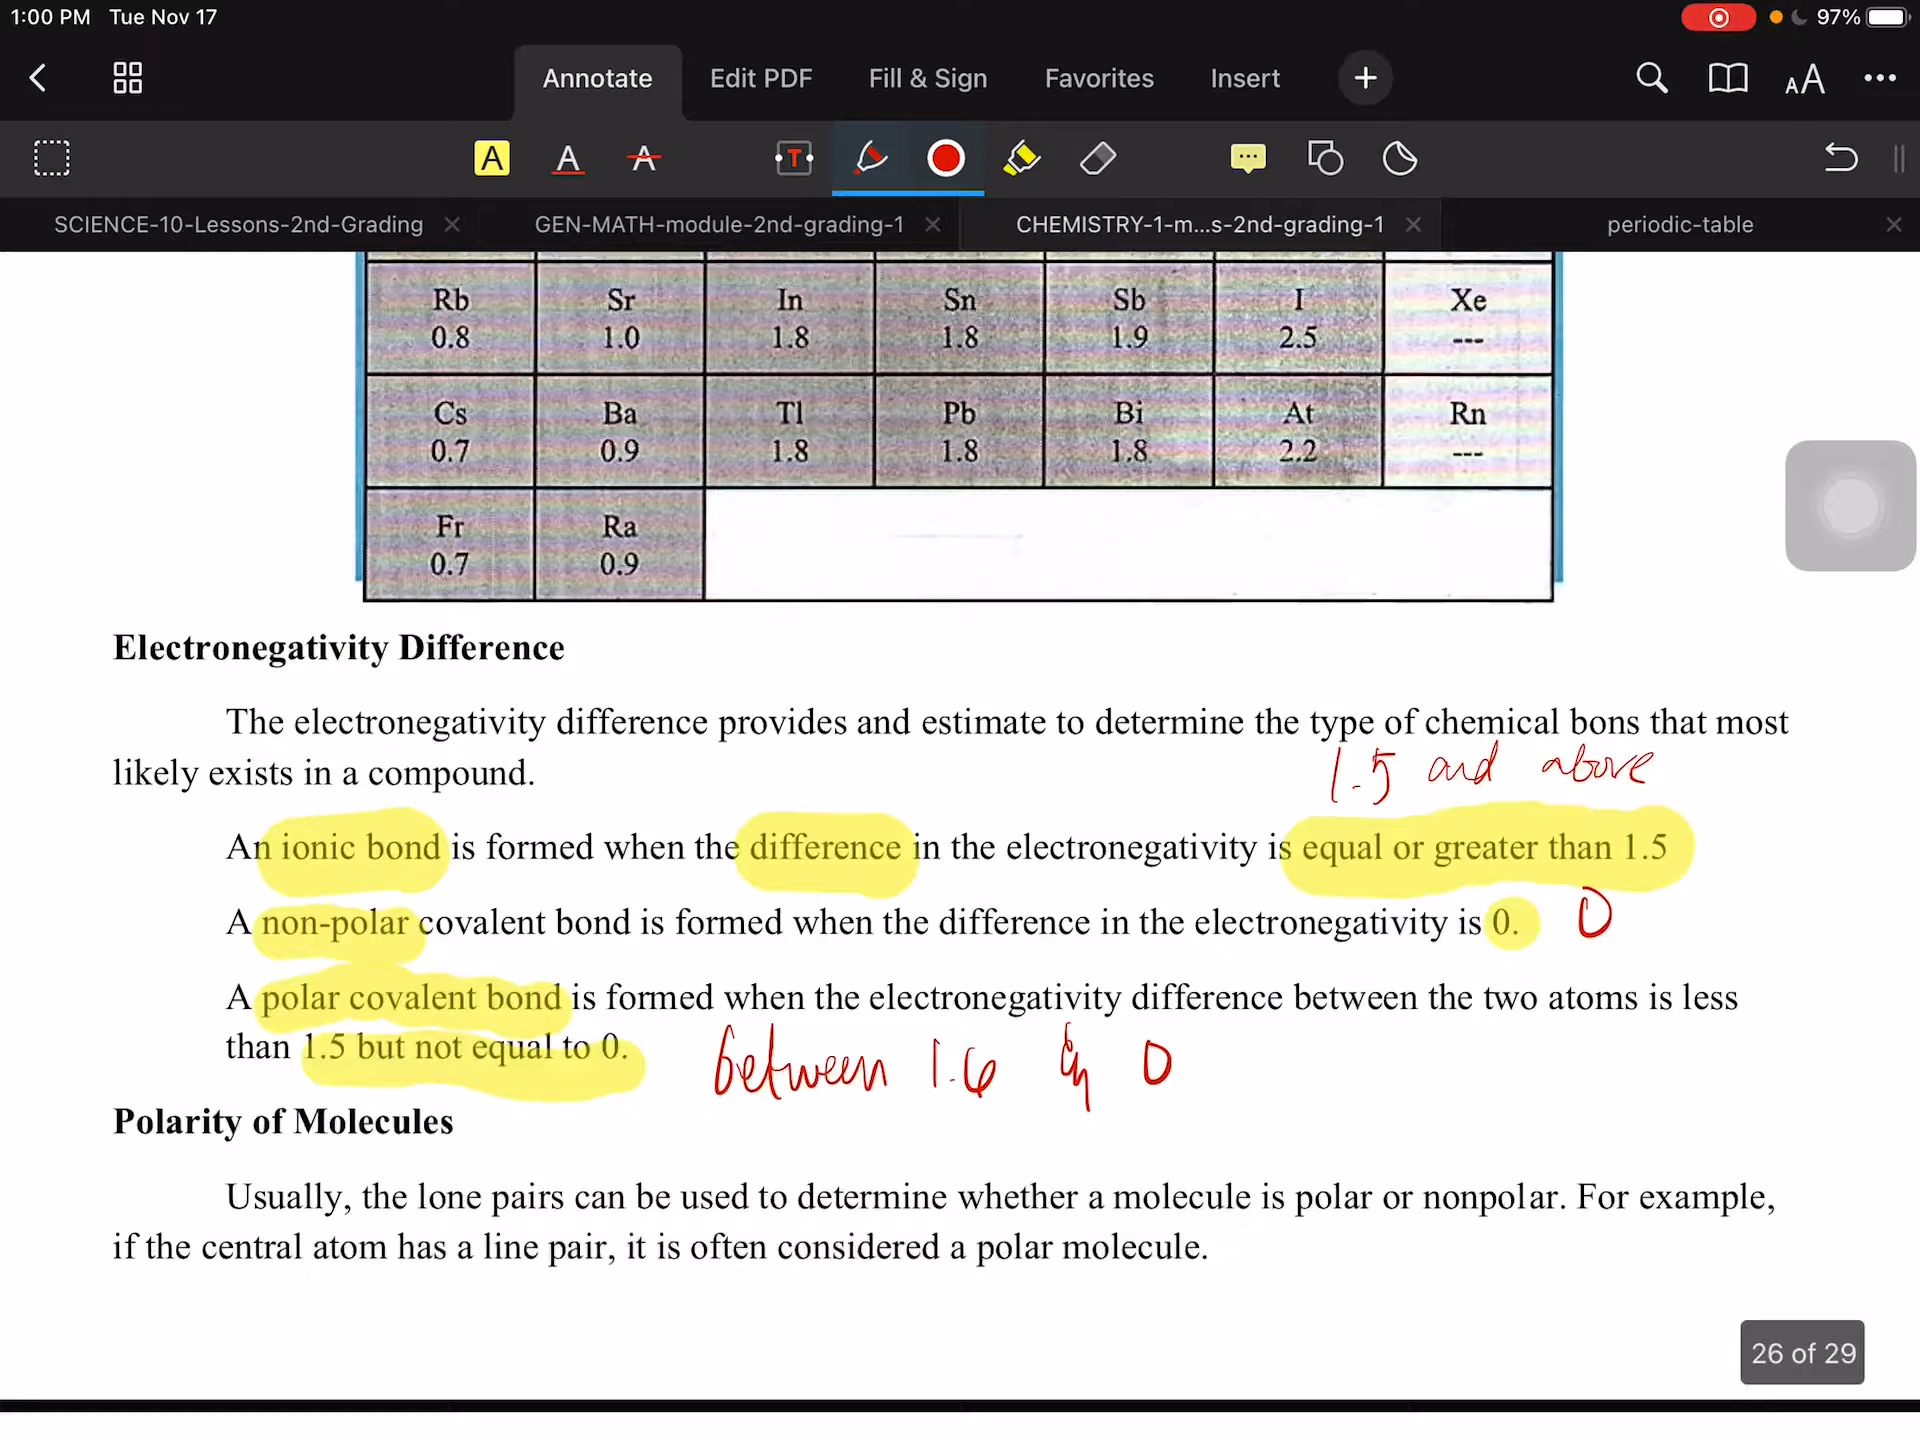 1:00 PM Tue Nov 17 97%
Annotate Edit PDF Fill & Sign Favorites Insert
SCIENCE-10-Lessons-2nd-Grading GEN-MATH-module-2nd-grading-1 CHEMISTRY-1-m...s-2nd-grading-1 periodic-table
Rb Sr In Sn Sb I Xe
0.8 1.0 1.8 1.8 1.9 2.5 ---
Cs Ba Tl Pb Bi At Rn
0.7 0.9 1.8 1.8 1.8 2.2 ---
Fr Ra
0.7 0.9
Electronegativity Difference
The electronegativity difference provides and estimate to determine the type of chemical bons that most
likely exists in a compound.
1.5 and above
An ionic bond is formed when the difference in the electronegativity is equal or greater than 1.5
A non-polar covalent bond is formed when the difference in the electronegativity is 0. 0
A polar covalent bond is formed when the electronegativity difference between the two atoms is less
than 1.5 but not equal to 0. between 1.6 0
Polarity of Molecules
Usually, the lone pairs can be used to determine whether a molecule is polar or nonpolar. For example,
if the central atom has a line pair, it is often considered a polar molecule.
26 of 29